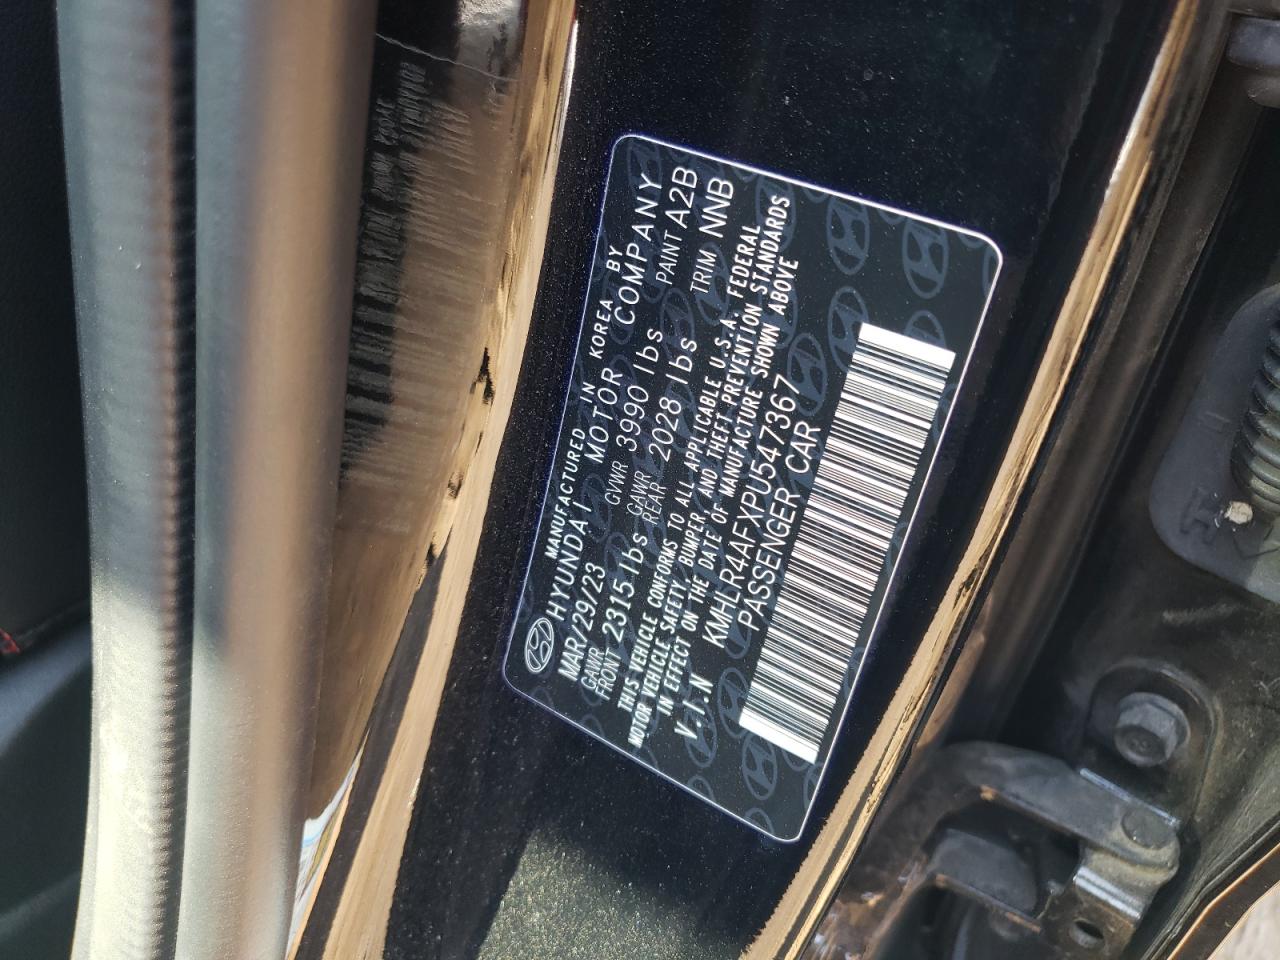 MANUFACTURED IN KOREA BY
HYUNDAI MOTOR COMPANY
MAR/29/23 GVWR 3990 lbs PAINT A2B
GAWR FRONT 2315 lbs GAWR REAR 2028 lbs TRIM NNB
THIS VEHICLE CONFORMS TO ALL APPLICABLE U.S.A. FEDERAL
MOTOR VEHICLE SAFETY, BUMPER, AND THEFT PREVENTION STANDARDS
IN EFFECT ON THE DATE OF MANUFACTURE SHOWN ABOVE
V.I.N KMHLR4AFXPU547367
PASSENGER CAR